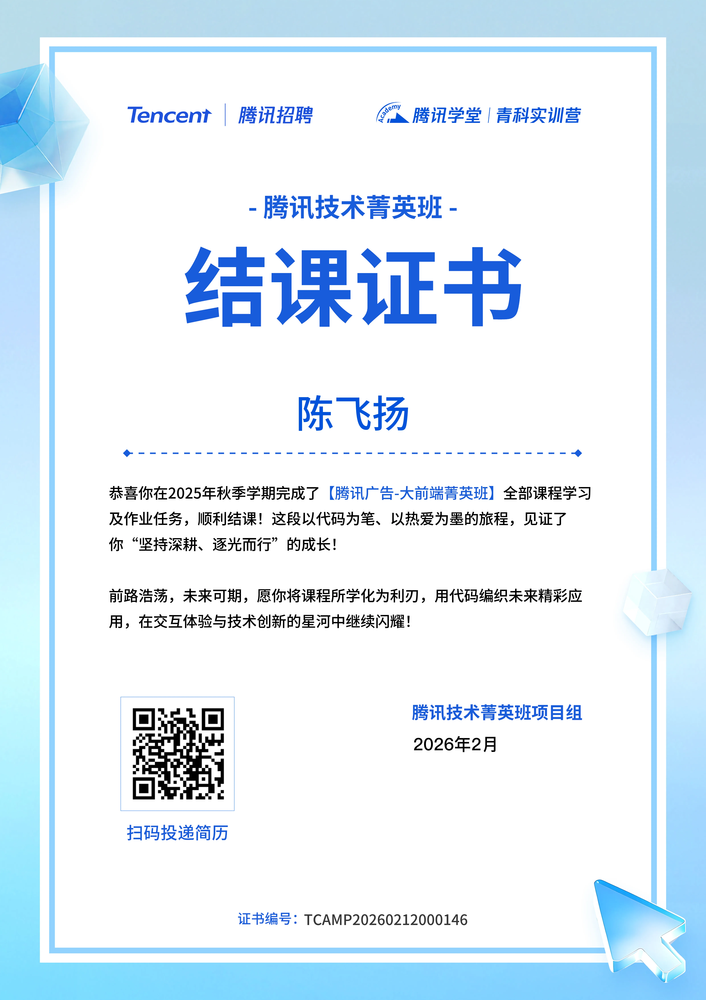 Tencent 腾讯招聘
Academy 腾讯学堂 青科实训营
- 腾讯技术菁英班 -
结课证书
陈飞扬
恭喜你在2025年秋季学期完成了【腾讯广告-大前端菁英班】全部课程学习
及作业任务，顺利结课！这段以代码为笔、以热爱为墨的旅程，见证了
你“坚持深耕、逐光而行”的成长！
前路浩荡，未来可期，愿你将课程所学化为利刃，用代码编织未来精彩应
用，在交互体验与技术创新的星河中继续闪耀！
腾讯技术菁英班项目组
2026年2月
扫码投递简历
证书编号：TCAMP20260212000146